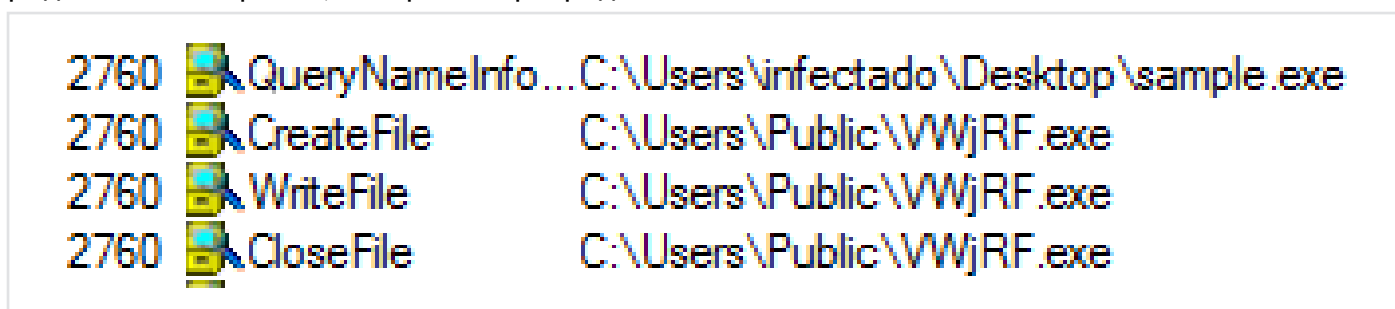 2760 QueryNameInfo...C:\Users\infectado\Desktop\sample.exe
2760 CreateFile C:\Users\Public\VWjRF.exe
2760 WriteFile C:\Users\Public\VWjRF.exe
2760 CloseFile C:\Users\Public\VWjRF.exe